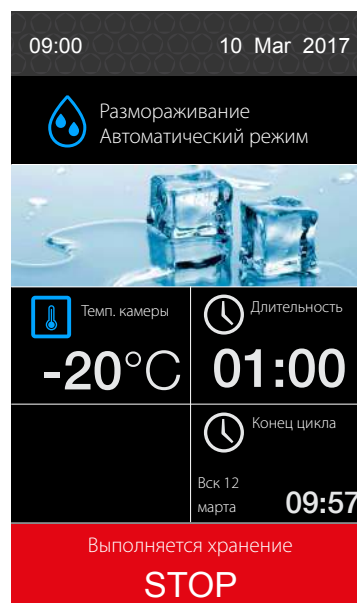 09:00 10 Mar 2017
Размораживание
Автоматический режим
Темп. камеры
-20°C
Длительность
01:00
Конец цикла
Вск 12
марта 09:57
Выполняется хранение
STOP